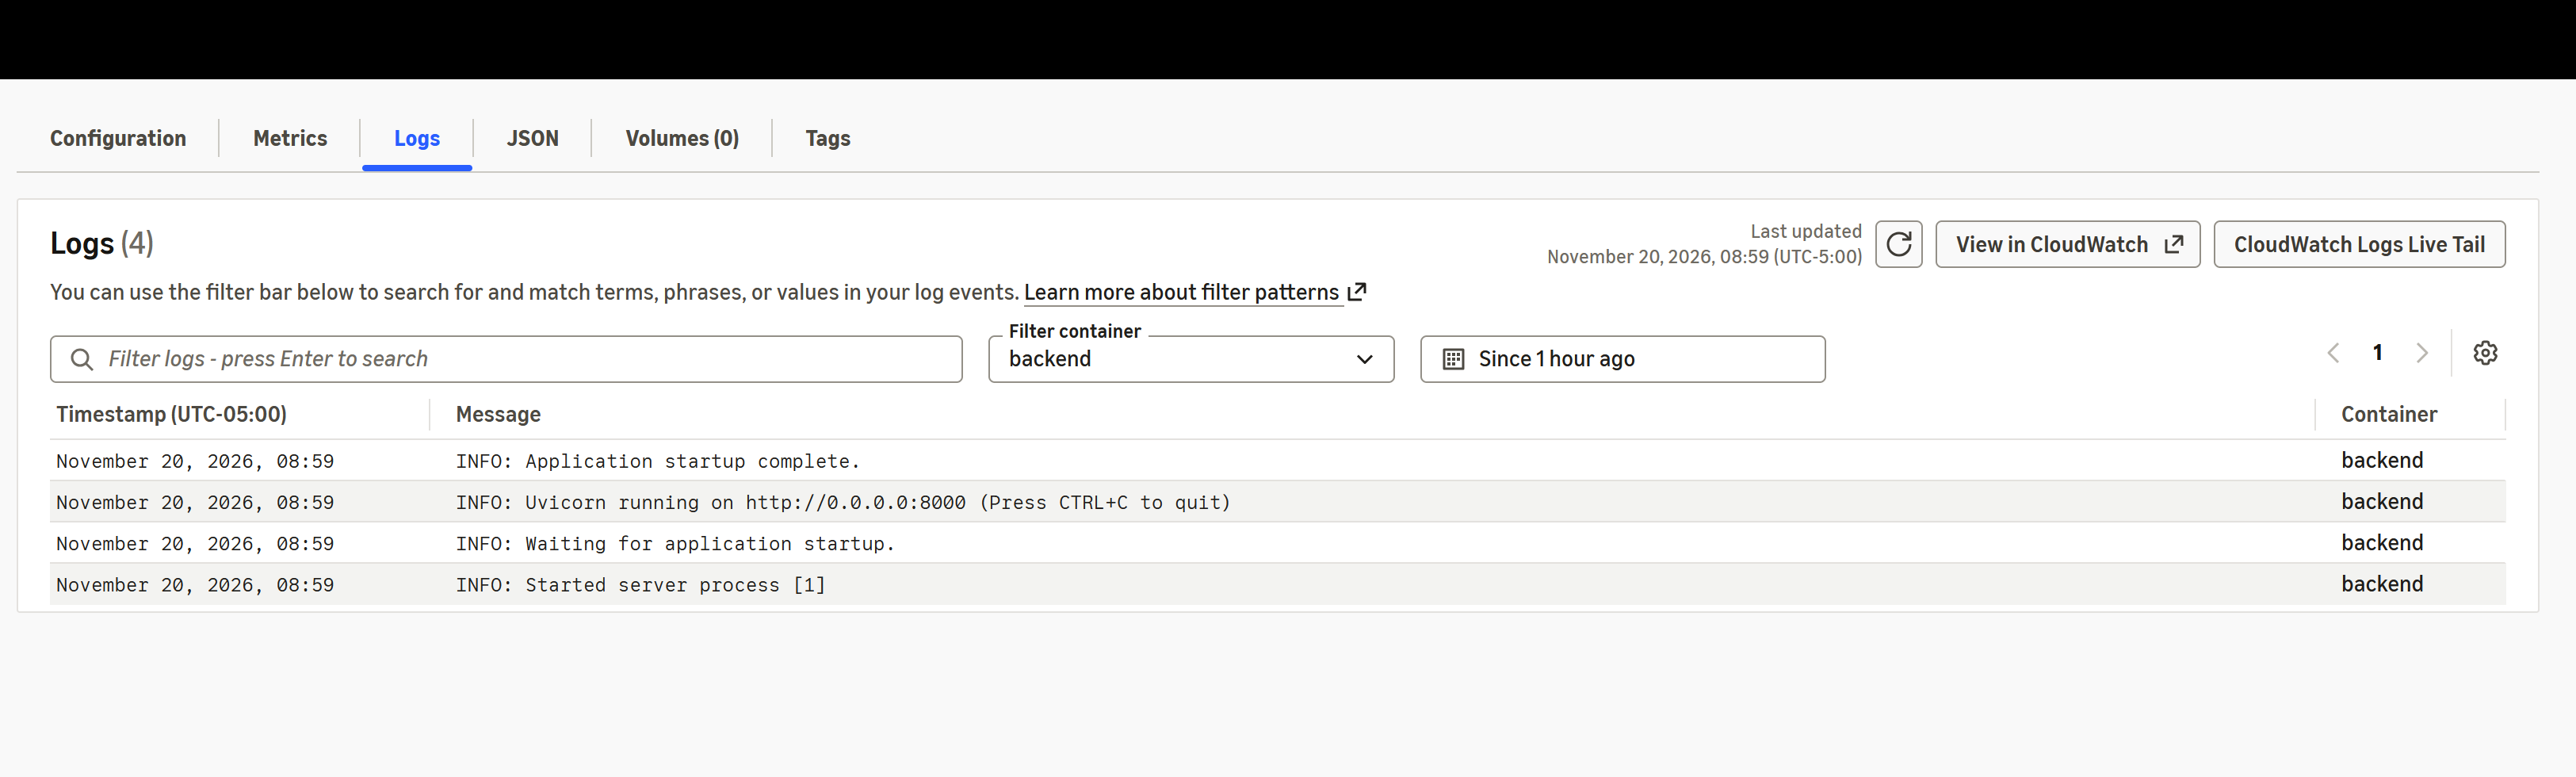 Configuration Metrics Logs JSON Volumes (0) Tags
Logs (4)
Last updated
November 20, 2026, 08:59 (UTC-5:00)
View in CloudWatch
CloudWatch Logs Live Tail
You can use the filter bar below to search for and match terms, phrases, or values in your log events. Learn more about filter patterns
Filter logs - press Enter to search
Filter container
backend
Since 1 hour ago
1
Timestamp (UTC-05:00) Message Container
November 20, 2026, 08:59 INFO: Application startup complete. backend
November 20, 2026, 08:59 INFO: Uvicorn running on http://0.0.0.0:8000 (Press CTRL+C to quit) backend
November 20, 2026, 08:59 INFO: Waiting for application startup. backend
November 20, 2026, 08:59 INFO: Started server process [1] backend